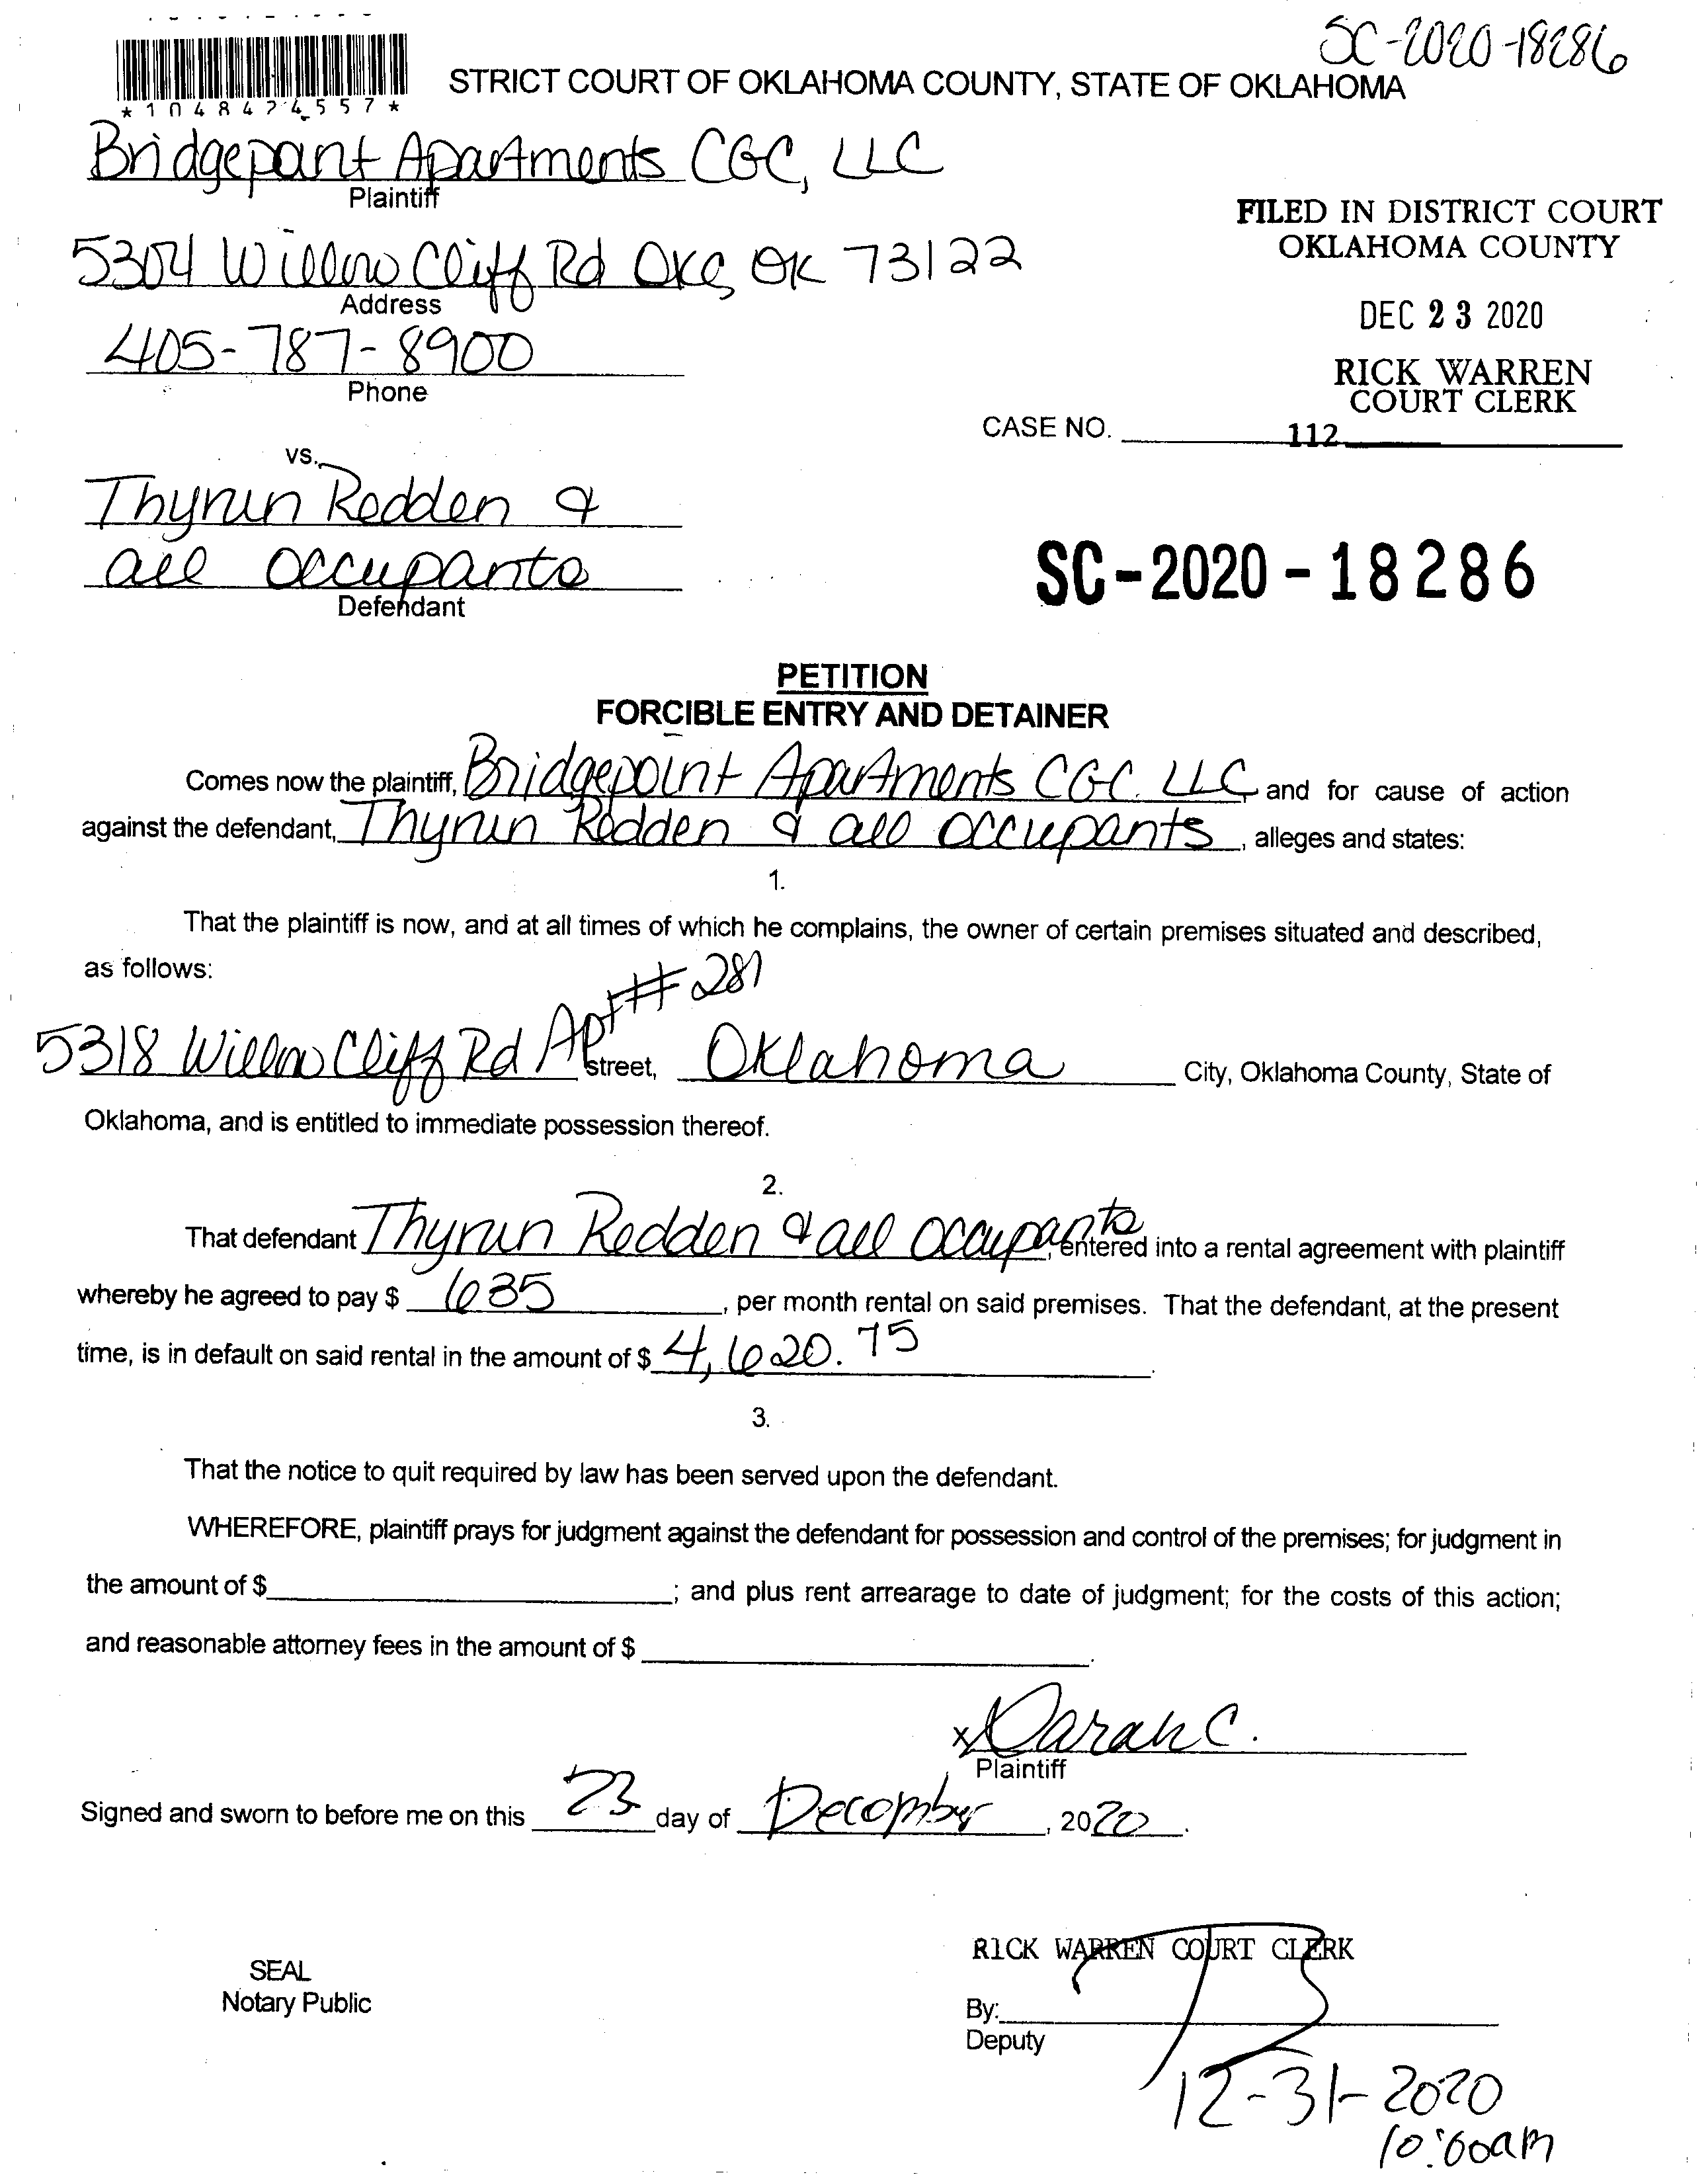 SC-2020-18286
*1048424557*
STRICT COURT OF OKLAHOMA COUNTY, STATE OF OKLAHOMA
Bridgepoint Apartments CGC, LLC
Plaintiff
5304 Willow Cliff Rd OKC, OK 73122
Address
405-787-8900
Phone
FILED IN DISTRICT COURT
OKLAHOMA COUNTY
DEC 23 2020
RICK WARREN
COURT CLERK
CASE NO. 112
vs.
Thyrun Redden &
all occupants
Defendant
SC-2020-18286
PETITION
FORCIBLE ENTRY AND DETAINER
Comes now the plaintiff, Bridgepoint Apartments CGC. LLC, and for cause of action
against the defendant, Thyrun Redden & all occupants, alleges and states:
1.
That the plaintiff is now, and at all times of which he complains, the owner of certain premises situated and described,
as follows:
5318 Willow Cliff Rd Apt #281 street, Oklahoma City, Oklahoma County, State of
Oklahoma, and is entitled to immediate possession thereof.
2.
That defendant Thyrun Redden & all occupants, entered into a rental agreement with plaintiff
whereby he agreed to pay $ 635, per month rental on said premises. That the defendant, at the present
time, is in default on said rental in the amount of $ 4,620.75.
3.
That the notice to quit required by law has been served upon the defendant.
WHEREFORE, plaintiff prays for judgment against the defendant for possession and control of the premises; for judgment in
the amount of $ ; and plus rent arrearage to date of judgment; for the costs of this action;
and reasonable attorney fees in the amount of $ .
x Sarah C.
Plaintiff
Signed and sworn to before me on this 23 day of December, 2020.
SEAL
Notary Public
RICK WARREN COURT CLERK
By:
Deputy
12-31-2020
10:00am